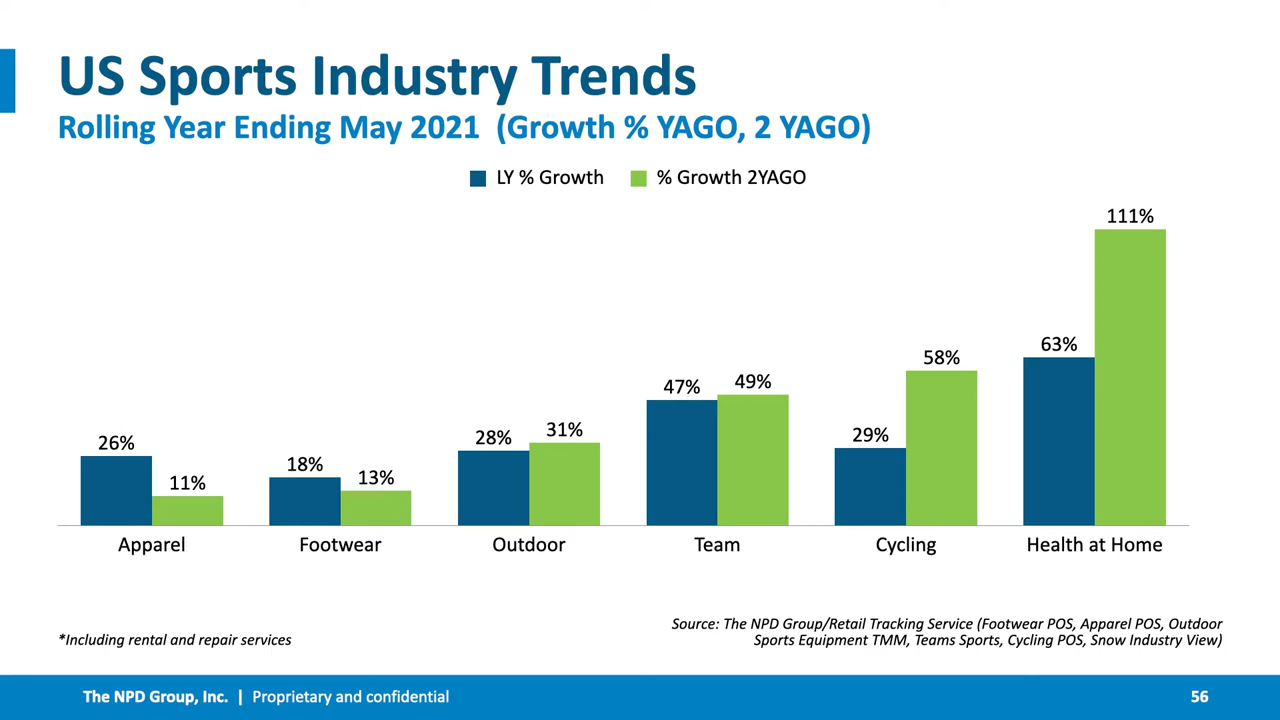 US Sports Industry Trends
Rolling Year Ending May 2021 (Growth % YAGO, 2 YAGO)
LY % Growth % Growth 2YAGO
26% 11% 18% 13% 28% 31% 47% 49% 29% 58% 63% 111%
Apparel Footwear Outdoor Team Cycling Health at Home
*Including rental and repair services
Source: The NPD Group/Retail Tracking Service (Footwear POS, Apparel POS, Outdoor
Sports Equipment TMM, Teams Sports, Cycling POS, Snow Industry View)
The NPD Group, Inc. | Proprietary and confidential
56